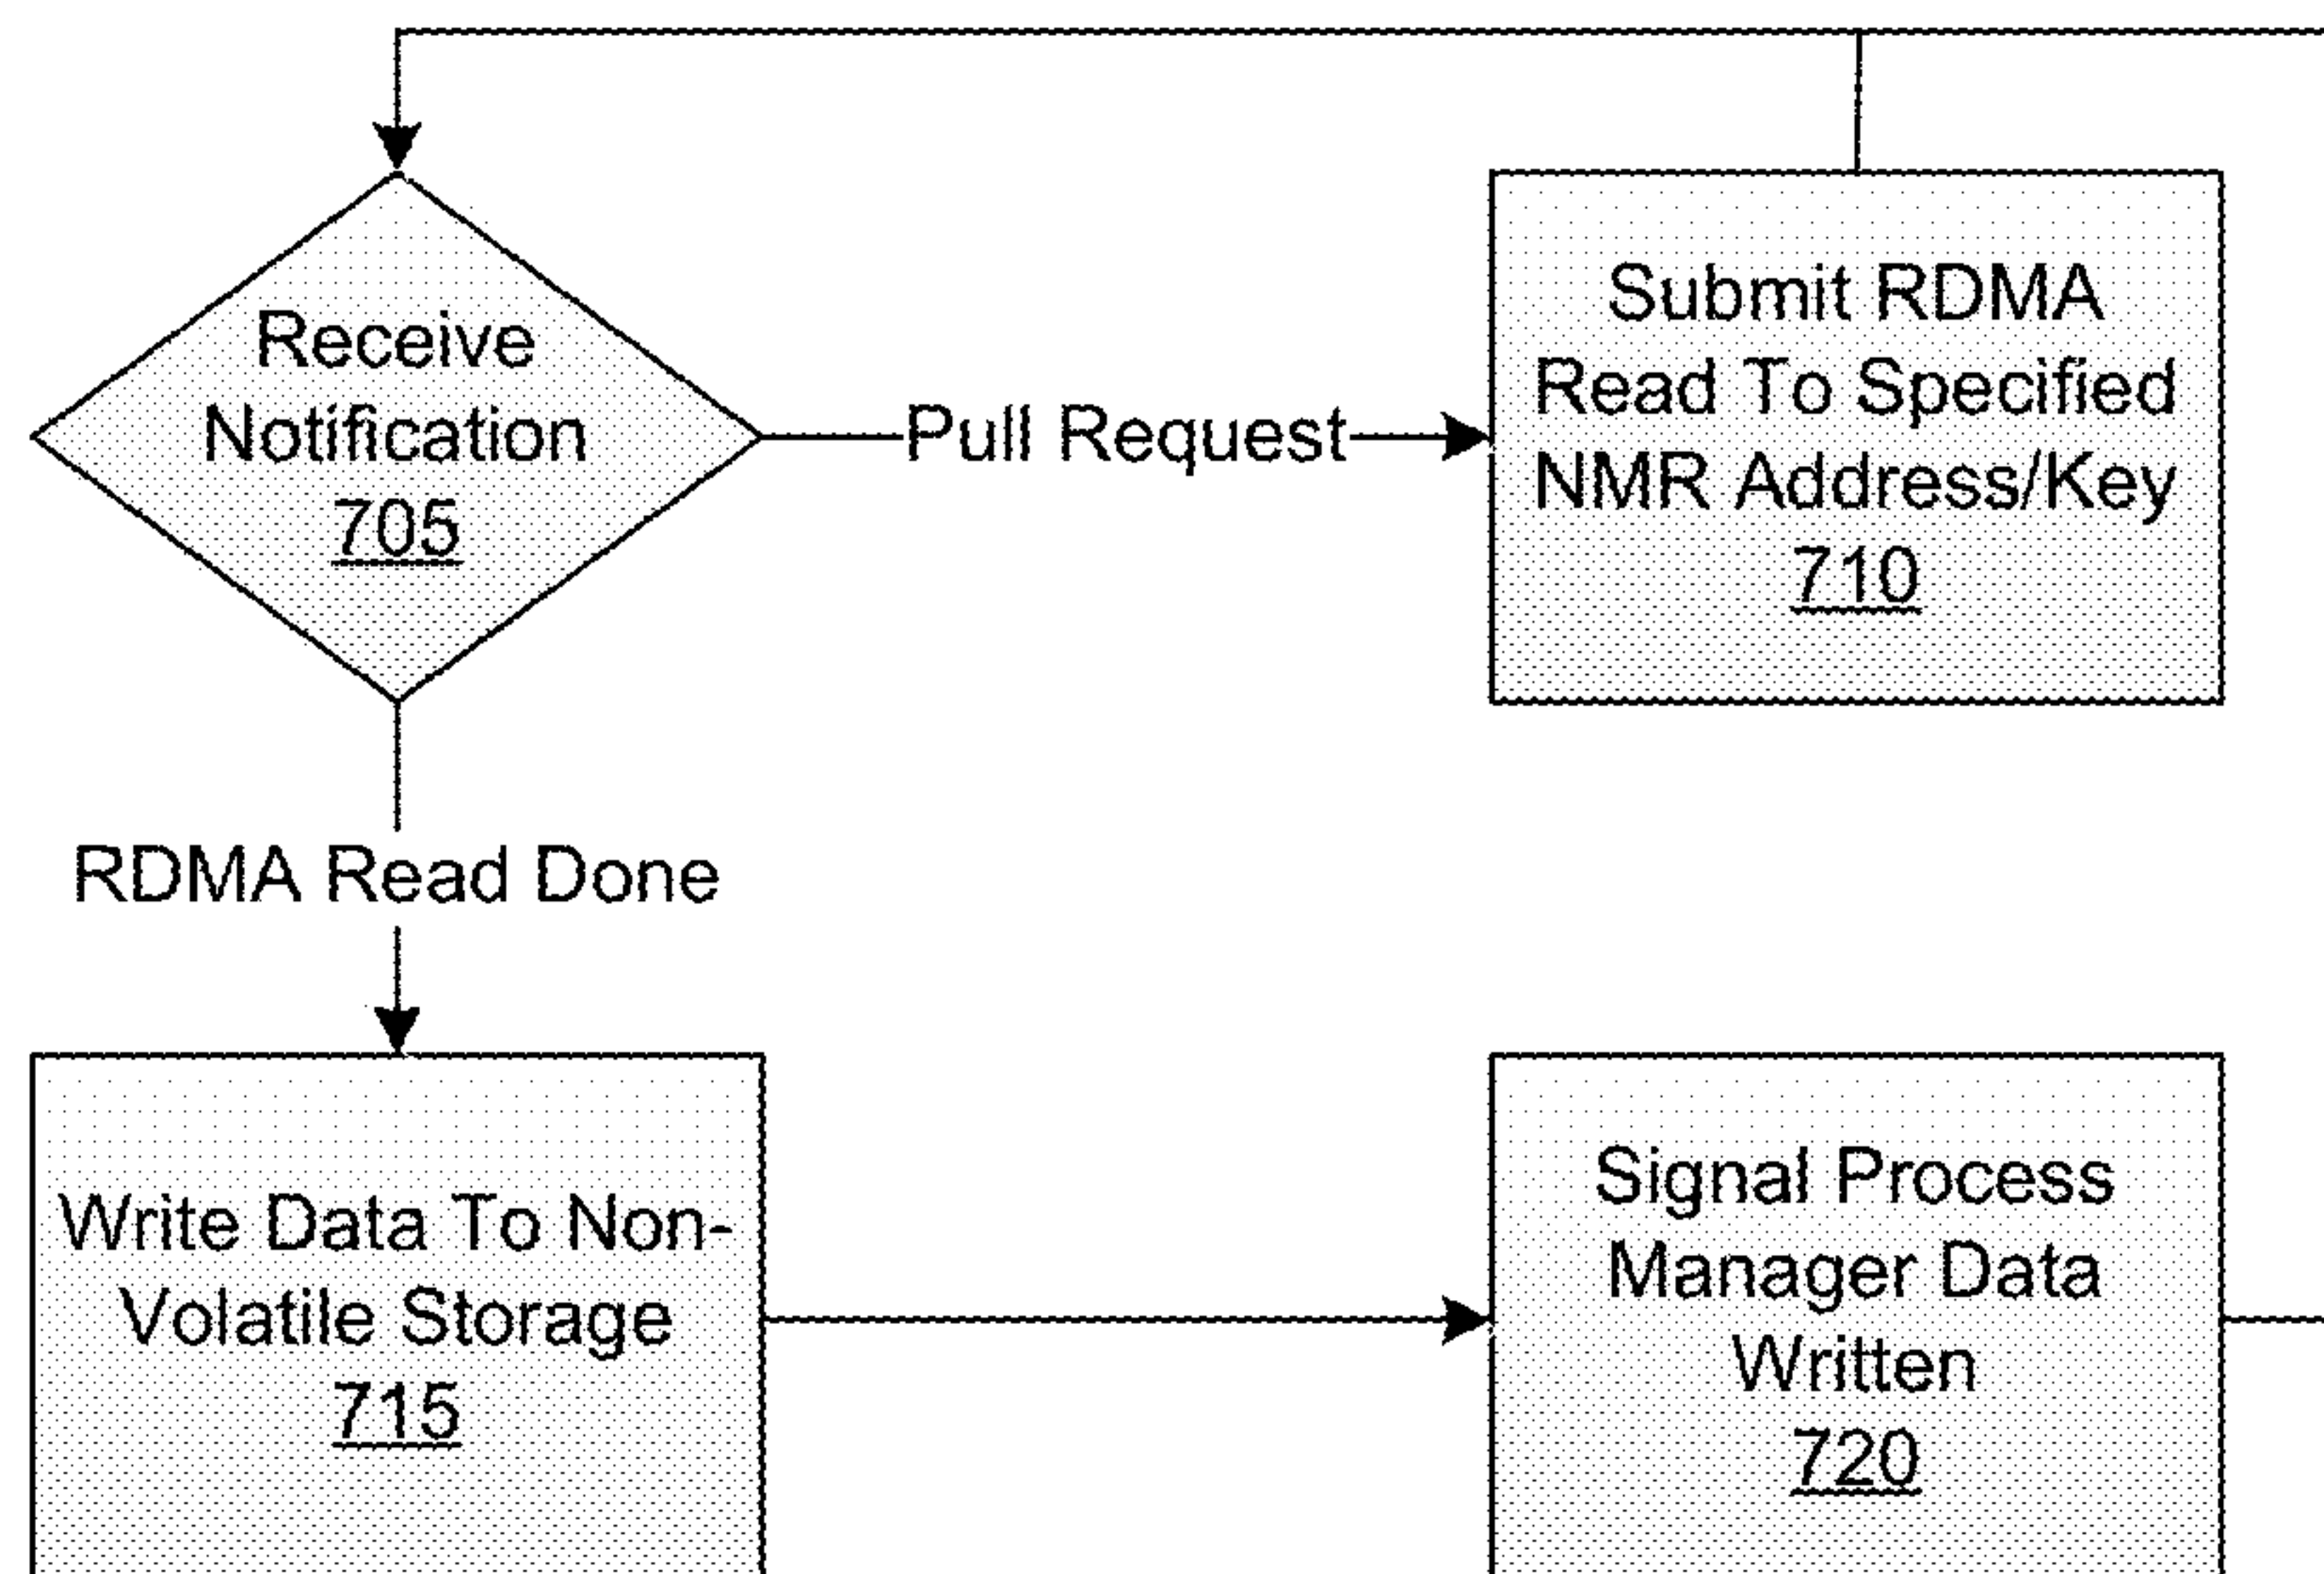 Receive
Notification
705
Pull Request
Submit RDMA
Read To Specified
NMR Address/Key
710
RDMA Read Done
Write Data To Non-
Volatile Storage
715
Signal Process
Manager Data
Written
720